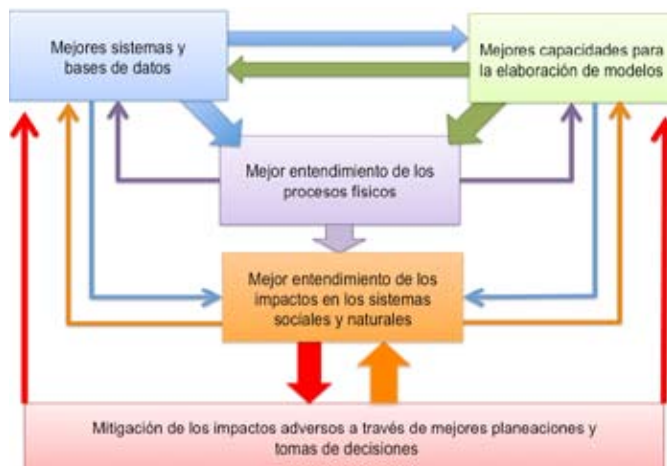 Mejores sistemas y
bases de datos
Mejores capacidades para
la elaboración de modelos
Mejor entendimiento de los
procesos físicos
Mejor entendimiento de los
impactos en los sistemas
sociales y naturales
Mitigación de los impactos adversos a través de mejores planeaciones y
tomas de decisiones